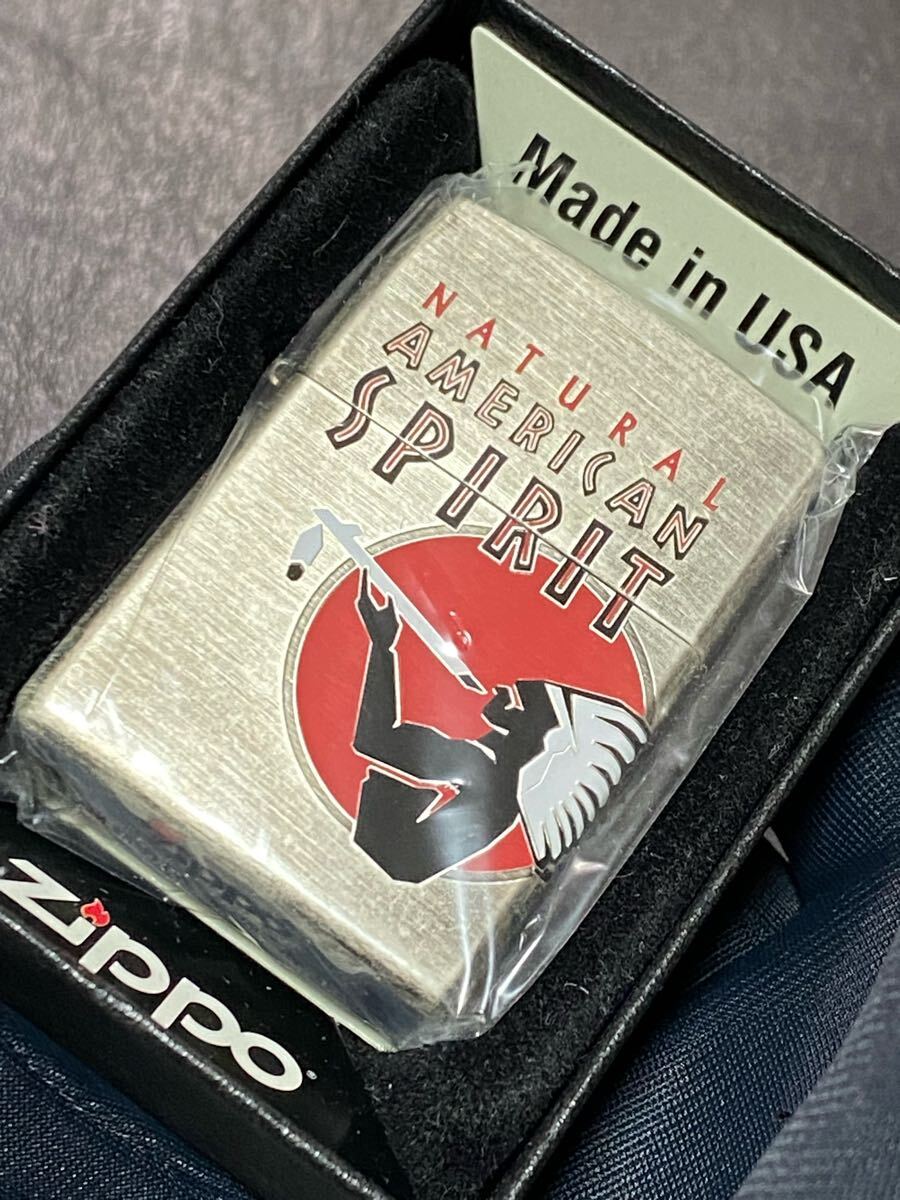 Made in USA
NATURAL
AMERICAN
SPIRIT
zippo